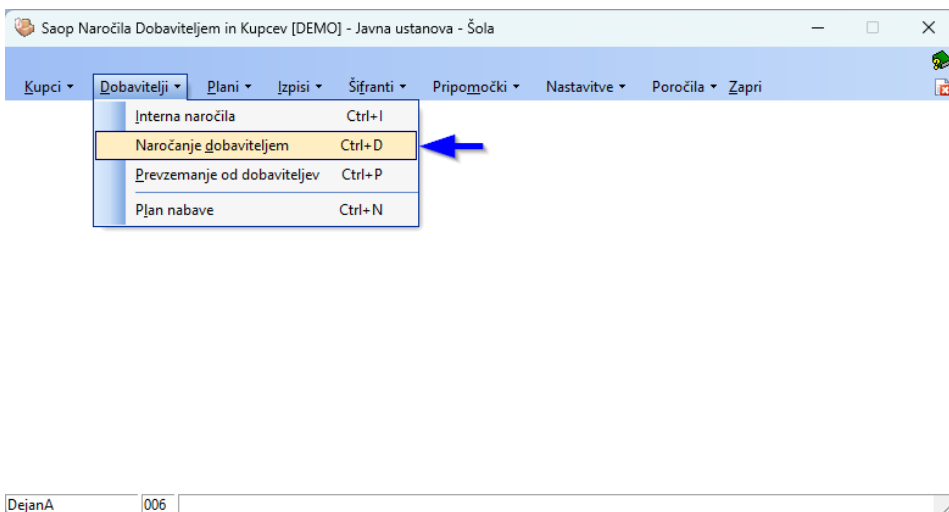 Saop Naročila Dobaviteljem in Kupcev [DEMO] - Javna ustanova - Šola
Kupci Dobavitelji Plani Izpisi Šifranti Pripomočki Nastavitve Poročila Zapri
Interna naročila Ctrl+I
Naročanje dobaviteljem Ctrl+D
Prevzemanje od dobaviteljev Ctrl+P
Plan nabave Ctrl+N
DejanA 006